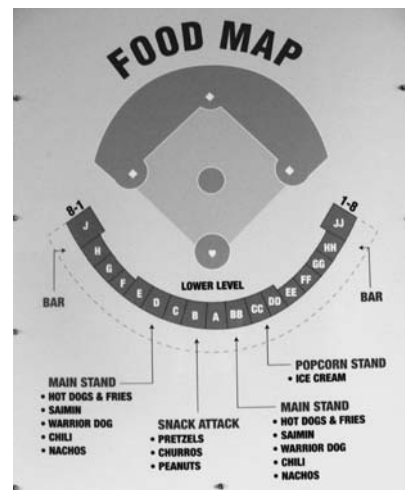 FOOD MAP
8-1
1-8
J
JJ
H
HH
G
GG
F
FF
E
EE
D
DD
C
CC
B
A
BB
LOWER LEVEL
BAR
BAR
POPCORN STAND
• ICE CREAM
MAIN STAND
• HOT DOGS & FRIES
• SAIMIN
• WARRIOR DOG
• CHILI
• NACHOS
SNACK ATTACK
• PRETZELS
• CHURROS
• PEANUTS
MAIN STAND
• HOT DOGS & FRIES
• SAIMIN
• WARRIOR DOG
• CHILI
• NACHOS